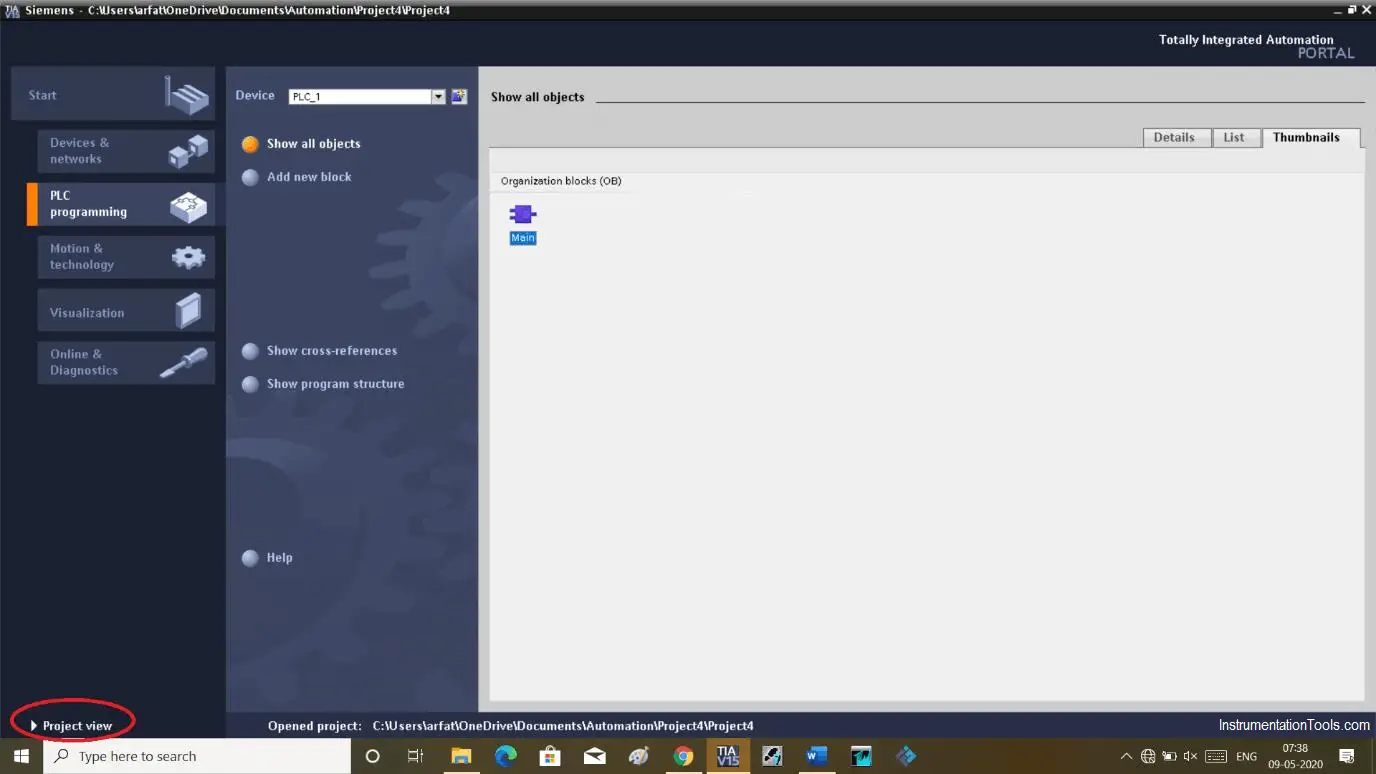 TIA V15 Siemens - C:\Users\arfat\OneDrive\Documents\Automation\Project4\Project4
Totally Integrated Automation
PORTAL
Start
Devices &
networks
PLC
programming
Motion &
technology
Visualization
Online &
Diagnostics
Device PLC_1
Show all objects
Add new block
Show cross-references
Show program structure
Help
Show all objects
Details List Thumbnails
Organization blocks (OB)
Main
Project view
Opened project: C:\Users\arfat\OneDrive\Documents\Automation\Project4\Project4
InstrumentationTools.com
Type here to search
TIA
V15
W
ENG
07:38
09-05-2020